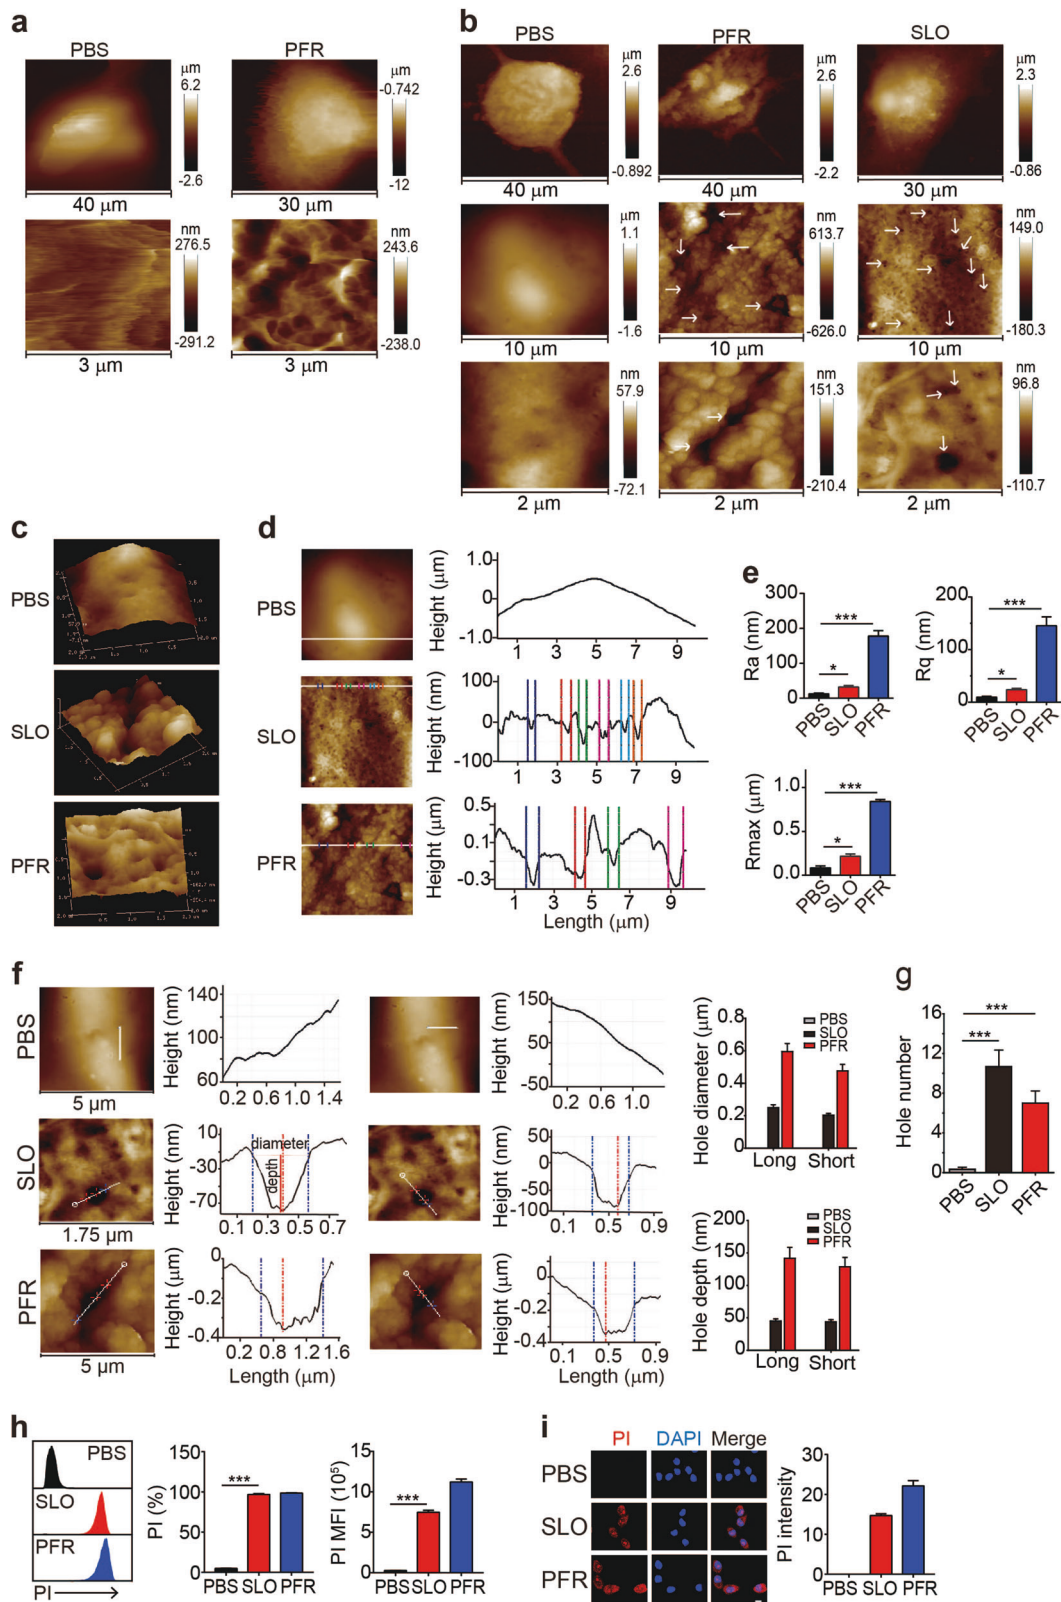 a
PBS
PFR
μm
6.2
-2.6
40 μm
μm
-0.742
-12
30 μm
nm
276.5
-291.2
3 μm
nm
243.6
-238.0
3 μm
b
PBS
PFR
SLO
μm
2.6
-0.892
40 μm
μm
2.6
-2.2
40 μm
μm
2.3
-0.86
30 μm
μm
1.1
-1.6
10 μm
nm
613.7
-626.0
10 μm
nm
149.0
-180.3
10 μm
nm
57.9
-72.1
2 μm
nm
151.3
-210.4
2 μm
nm
96.8
-110.7
2 μm
c
PBS
SLO
PFR
d
PBS
Height (μm)
1.0
0
-1.0
1 3 5 7 9
SLO
Height (nm)
100
0
-100
1 3 5 7 9
PFR
Height (μm)
0.5
0.1
-0.3
1 3 5 7 9
Length (μm)
e
Ra (nm)
300
200
100
0
*
***
PBS SLO PFR
Rq (nm)
200
150
100
50
0
*
***
PBS SLO PFR
Rmax (μm)
1.0
0.5
0.0
*
***
PBS SLO PFR
f
PBS
5 μm
Height (nm)
140
100
60
0.2 0.6 1.0 1.4
Height (nm)
150
50
-50
0.2 0.6 1.0
SLO
1.75 μm
Height (nm)
10
-30
-70
diameter
depth
0.1 0.3 0.5 0.7
Height (nm)
50
0
-50
-100
0.1 0.5 0.9
PFR
5 μm
Height (μm)
0
-0.2
-0.4
0.2 0.8 1.2 1.6
Length (μm)
Height (μm)
0
-0.2
-0.4
0.1 0.5 0.9
Length (μm)
Hole diameter (μm)
0.8
0.6
0.4
0.2
0
PBS
SLO
PFR
Long Short
Hole depth (nm)
200
150
100
50
0
PBS
SLO
PFR
Long Short
g
Hole number
16
12
8
4
0
***
***
PBS SLO PFR
h
PBS
SLO
PFR
PI
PI (%)
150
100
50
0
***
PBS SLO PFR
PI MFI (10⁵)
15
10
5
0
***
PBS SLO PFR
i
PI DAPI Merge
PBS
SLO
PFR
PI intensity
30
20
10
0
PBS SLO PFR